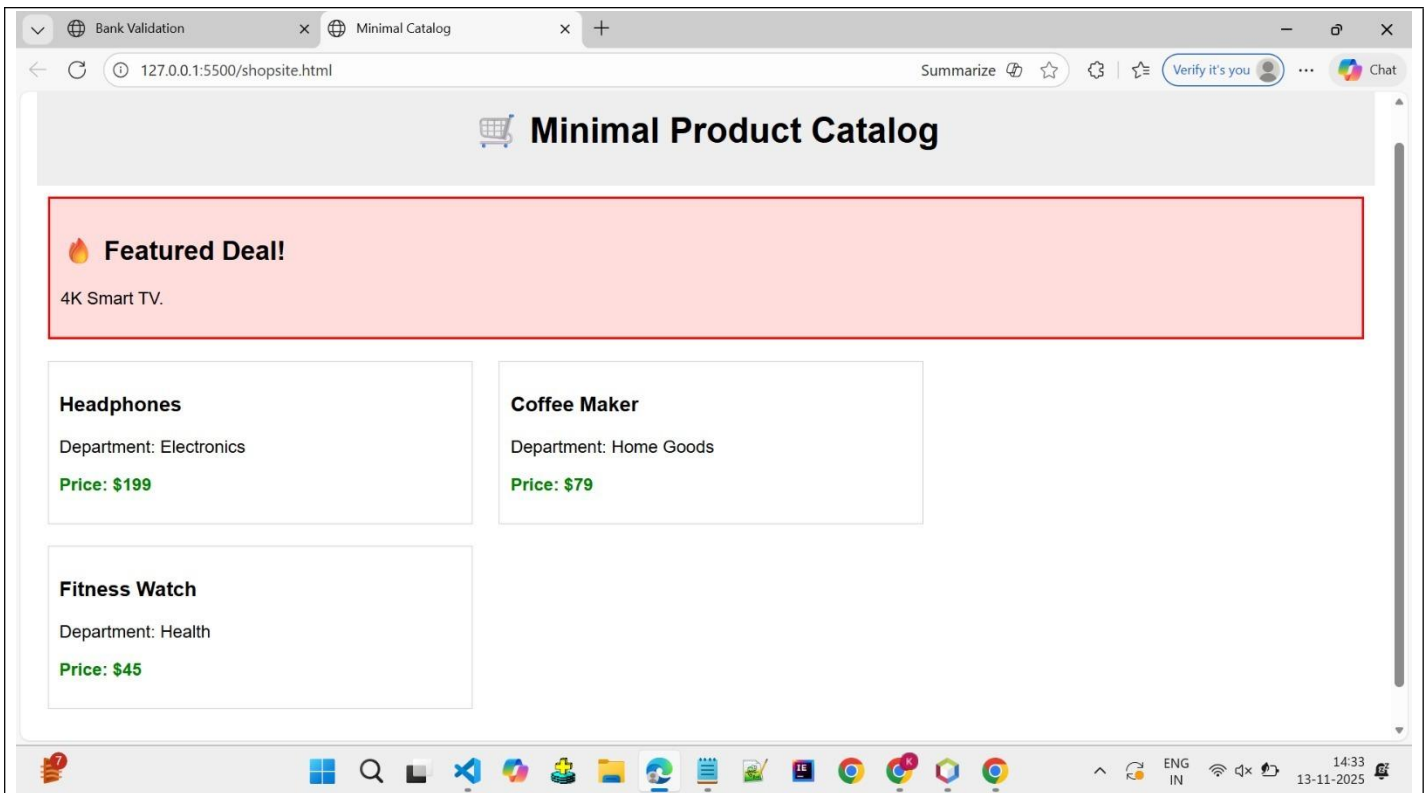 Bank Validation
Minimal Catalog
127.0.0.1:5500/shopsite.html
Summarize
Verify it's you
Chat
Minimal Product Catalog
Featured Deal!
4K Smart TV.
Headphones
Department: Electronics
Price: $199
Coffee Maker
Department: Home Goods
Price: $79
Fitness Watch
Department: Health
Price: $45
7
IE
K
ENG
IN
14:33
13-11-2025